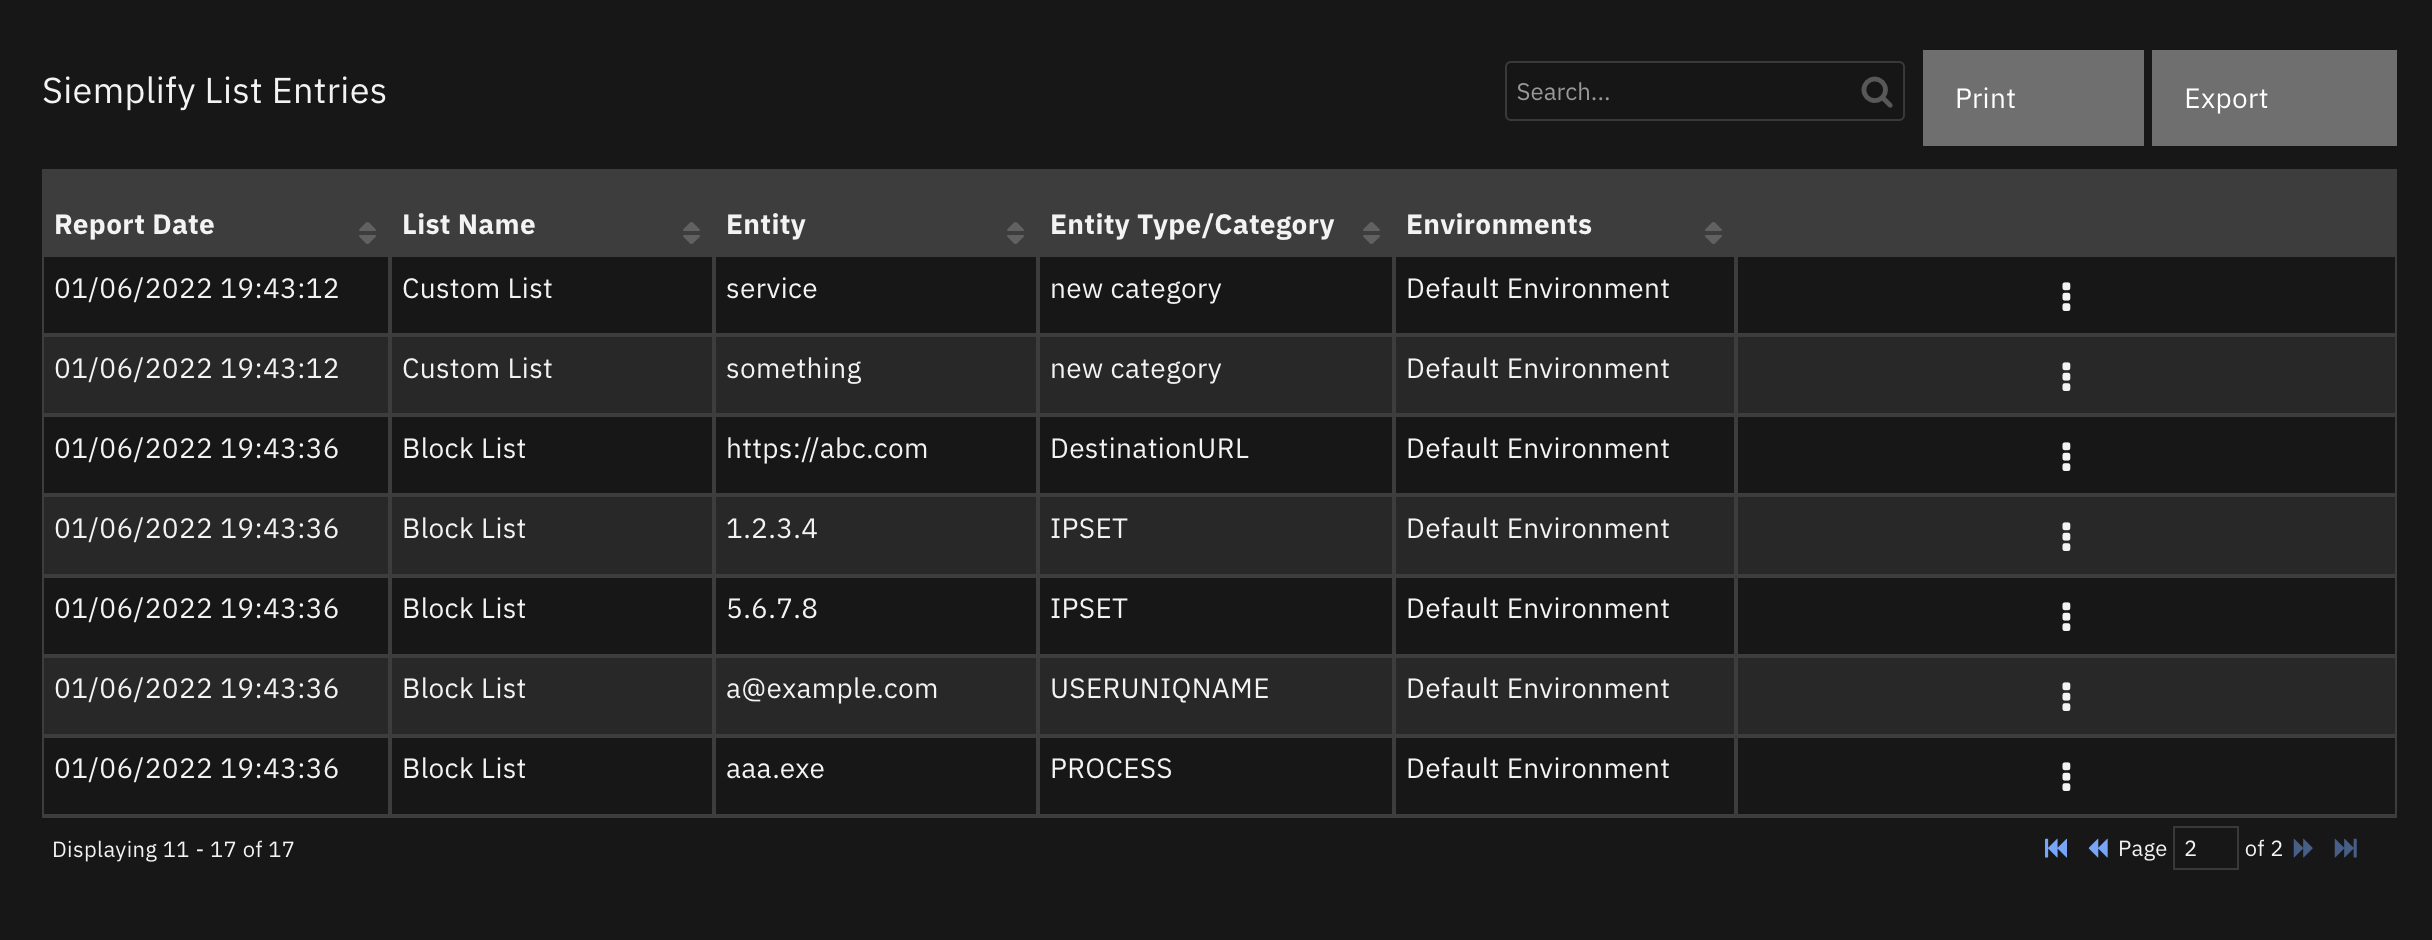 Siemplify List Entries
Search... Print Export
Report Date List Name Entity Entity Type/Category Environments
01/06/2022 19:43:12 Custom List service new category Default Environment
01/06/2022 19:43:12 Custom List something new category Default Environment
01/06/2022 19:43:36 Block List https://abc.com DestinationURL Default Environment
01/06/2022 19:43:36 Block List 1.2.3.4 IPSET Default Environment
01/06/2022 19:43:36 Block List 5.6.7.8 IPSET Default Environment
01/06/2022 19:43:36 Block List a@example.com USERUNIQNAME Default Environment
01/06/2022 19:43:36 Block List aaa.exe PROCESS Default Environment
Displaying 11 - 17 of 17 Page 2 of 2